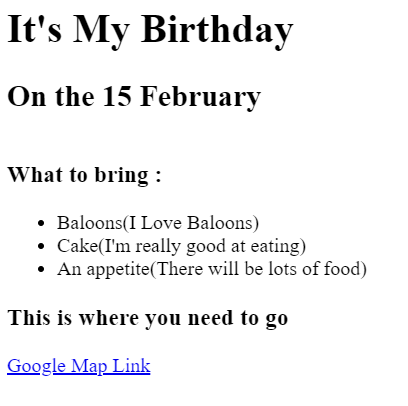 It's My Birthday
On the 15 February
What to bring :
Baloons(I Love Baloons)
Cake(I'm really good at eating)
An appetite(There will be lots of food)
This is where you need to go
Google Map Link